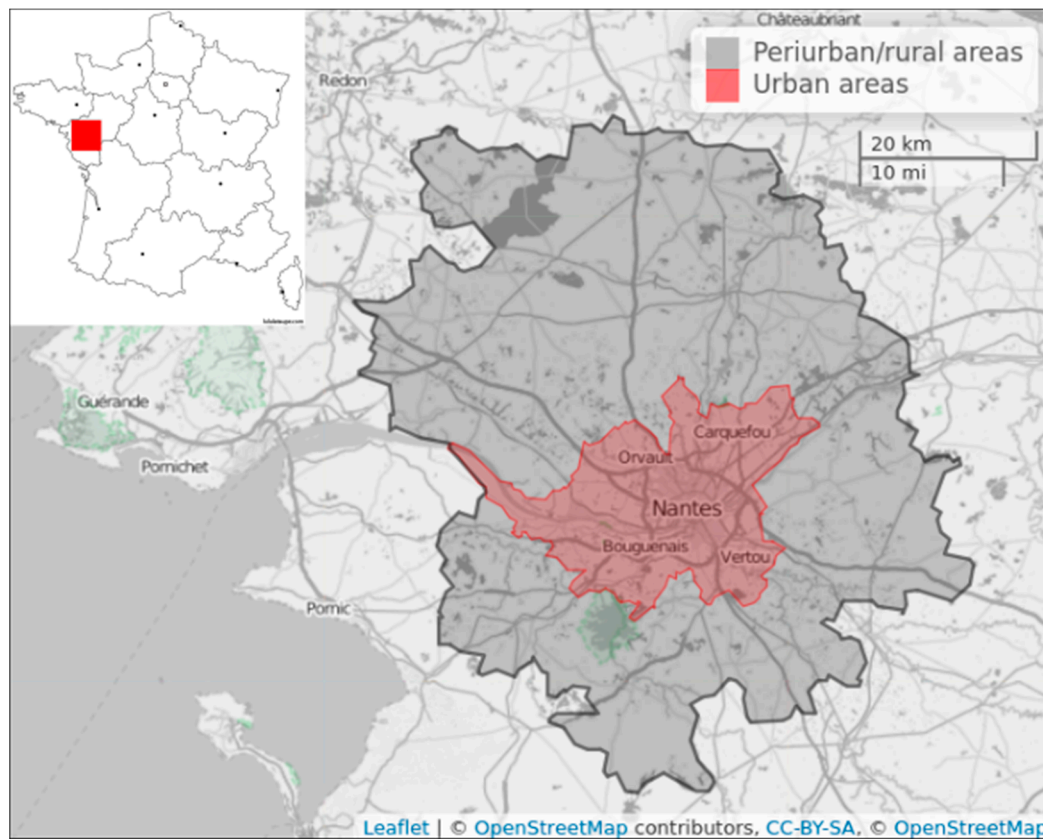 Châteaubriant
Periurban/rural areas
Urban areas
Redon
20 km
10 mi
Guérande
Carquefou
Orvault
Pornichet
Nantes
Bouguenais
Vertou
Pornic
Leaflet | © OpenStreetMap contributors, CC-BY-SA, © OpenStreetMap